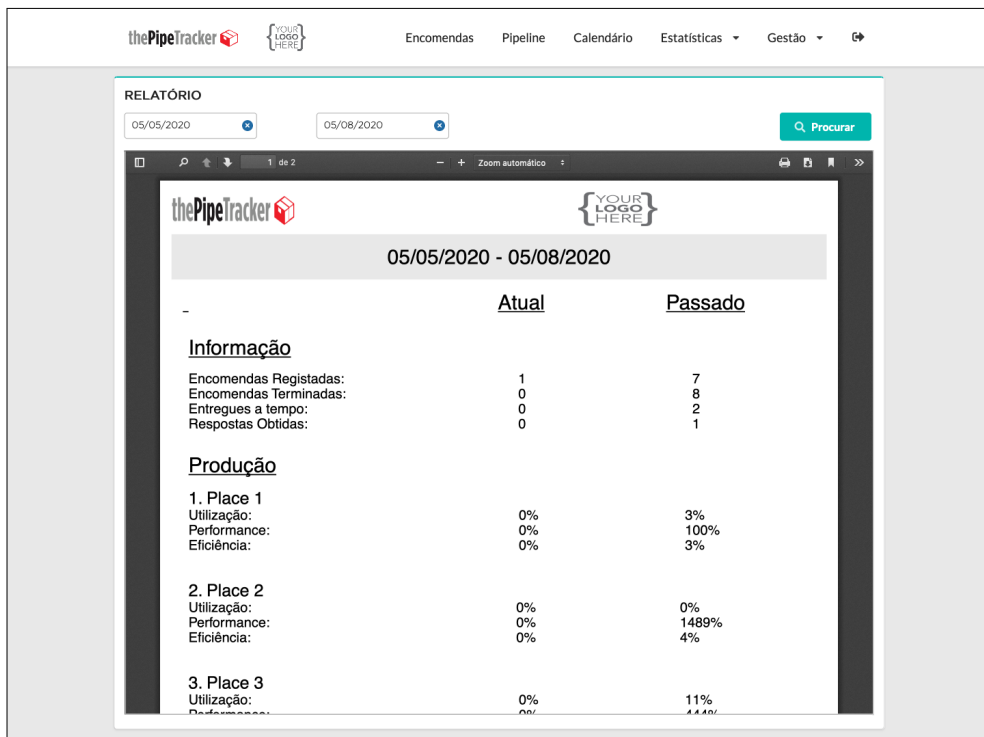 thePipeTracker {YOUR LOGO HERE} Encomendas Pipeline Calendário Estatísticas Gestão
RELATÓRIO
05/05/2020 05/08/2020 Procurar
1 de 2 − + Zoom automático
thePipeTracker {YOUR LOGO HERE}
05/05/2020 - 05/08/2020
_ Atual Passado
Informação
Encomendas Registadas: 1 7
Encomendas Terminadas: 0 8
Entregues a tempo: 0 2
Respostas Obtidas: 0 1
Produção
1. Place 1
Utilização: 0% 3%
Performance: 0% 100%
Eficiência: 0% 3%
2. Place 2
Utilização: 0% 0%
Performance: 0% 1489%
Eficiência: 0% 4%
3. Place 3
Utilização: 0% 11%
Performance: 0% 444%